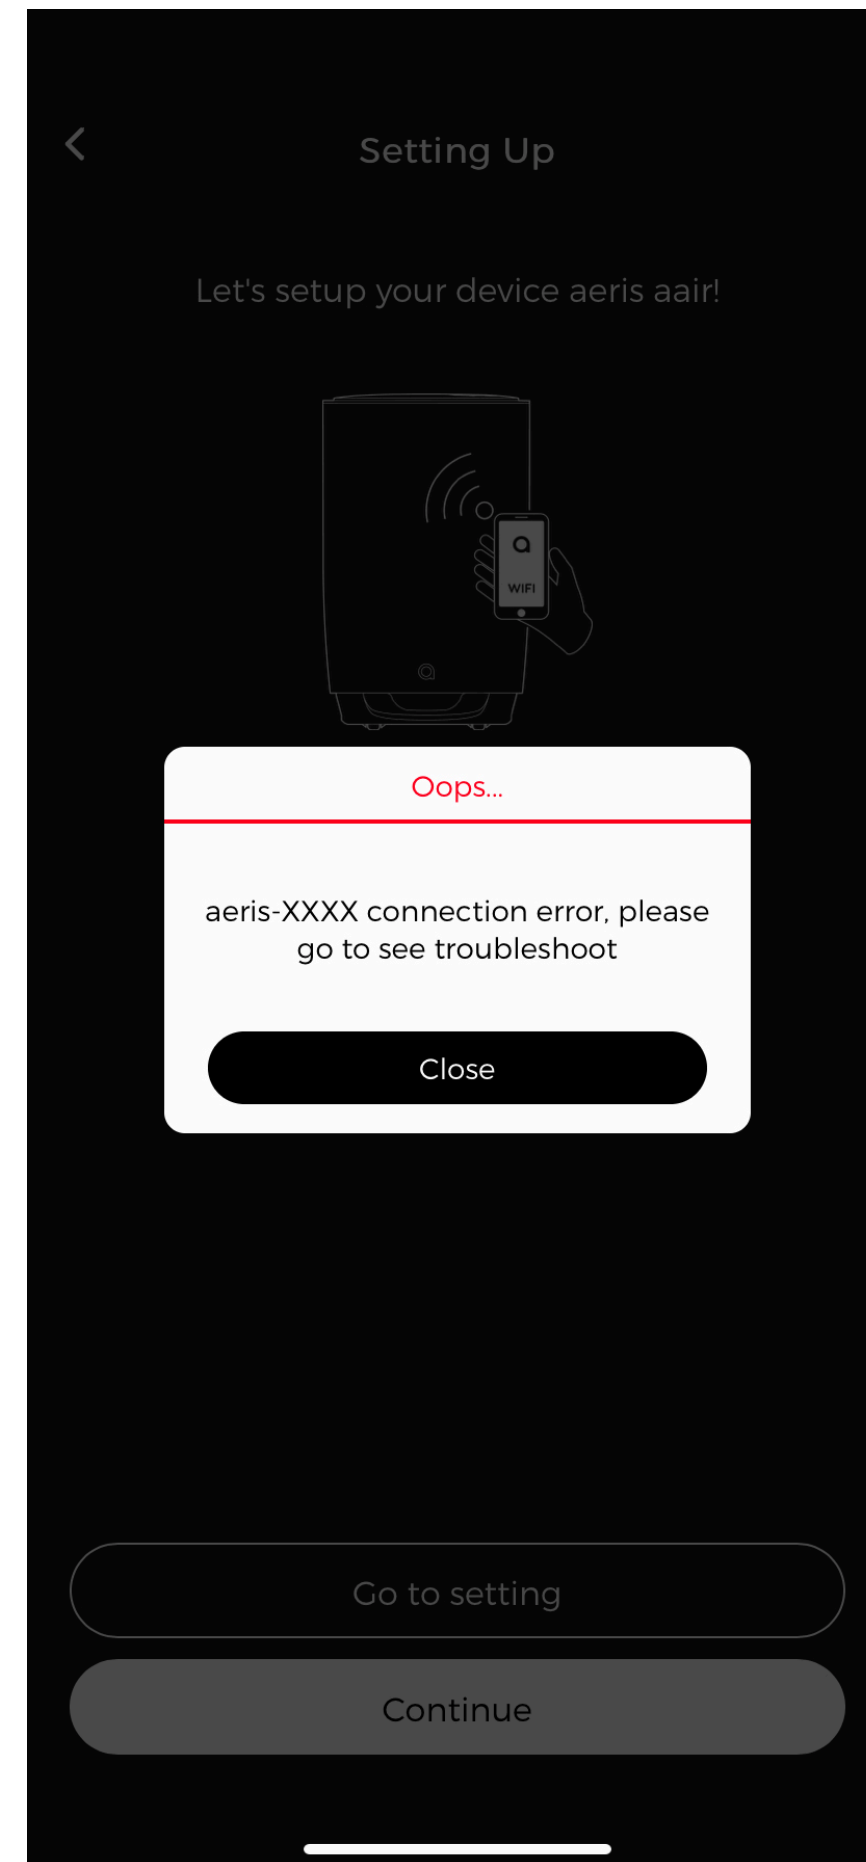 Setting Up
Let's setup your device aeris aair!
WIFI
Oops...
aeris-XXXX connection error, please
go to see troubleshoot
Close
Go to setting
Continue